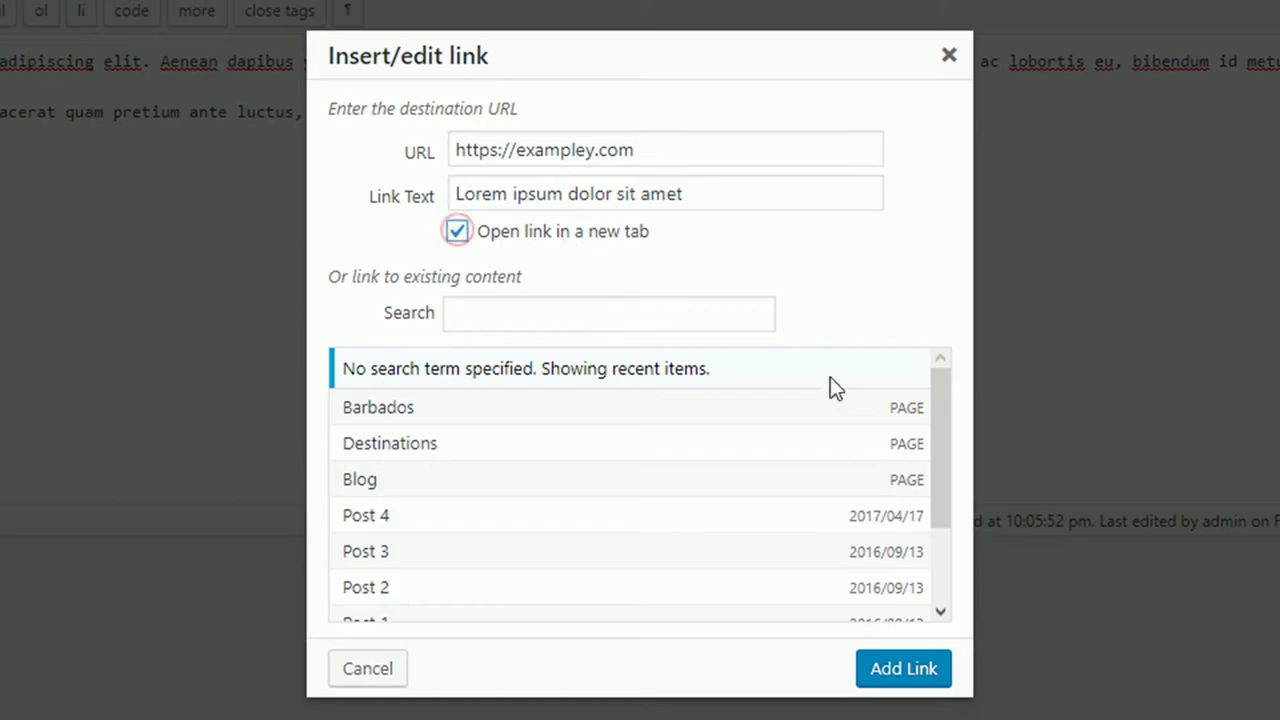 ol li code more close tags ¶
Insert/edit link
adipiscing elit. Aenean dapibus ac lobortis eu, bibendum id
Enter the destination URL
acerat quam pretium ante luctus,
URL https://exampley.com
Link Text Lorem ipsum dolor sit amet
Open link in a new tab
Or link to existing content
Search
No search term specified. Showing recent items.
Barbados PAGE
Destinations PAGE
Blog PAGE
Post 4 2017/04/17
d at 10:05:52 pm. Last edited by admin on
Post 3 2016/09/13
Post 2 2016/09/13
Cancel Add Link